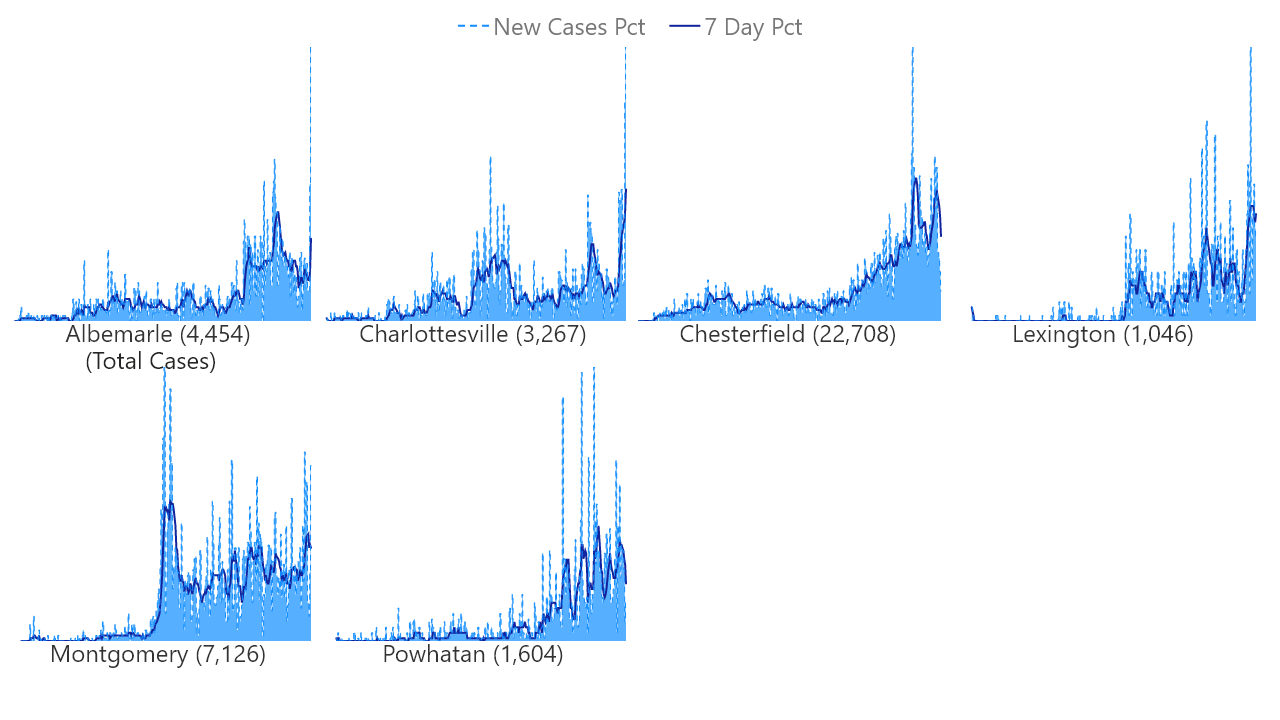 New Cases Pct 7 Day Pct
Albemarle (4,454)
(Total Cases)
Charlottesville (3,267)
Chesterfield (22,708)
Lexington (1,046)
Montgomery (7,126)
Powhatan (1,604)